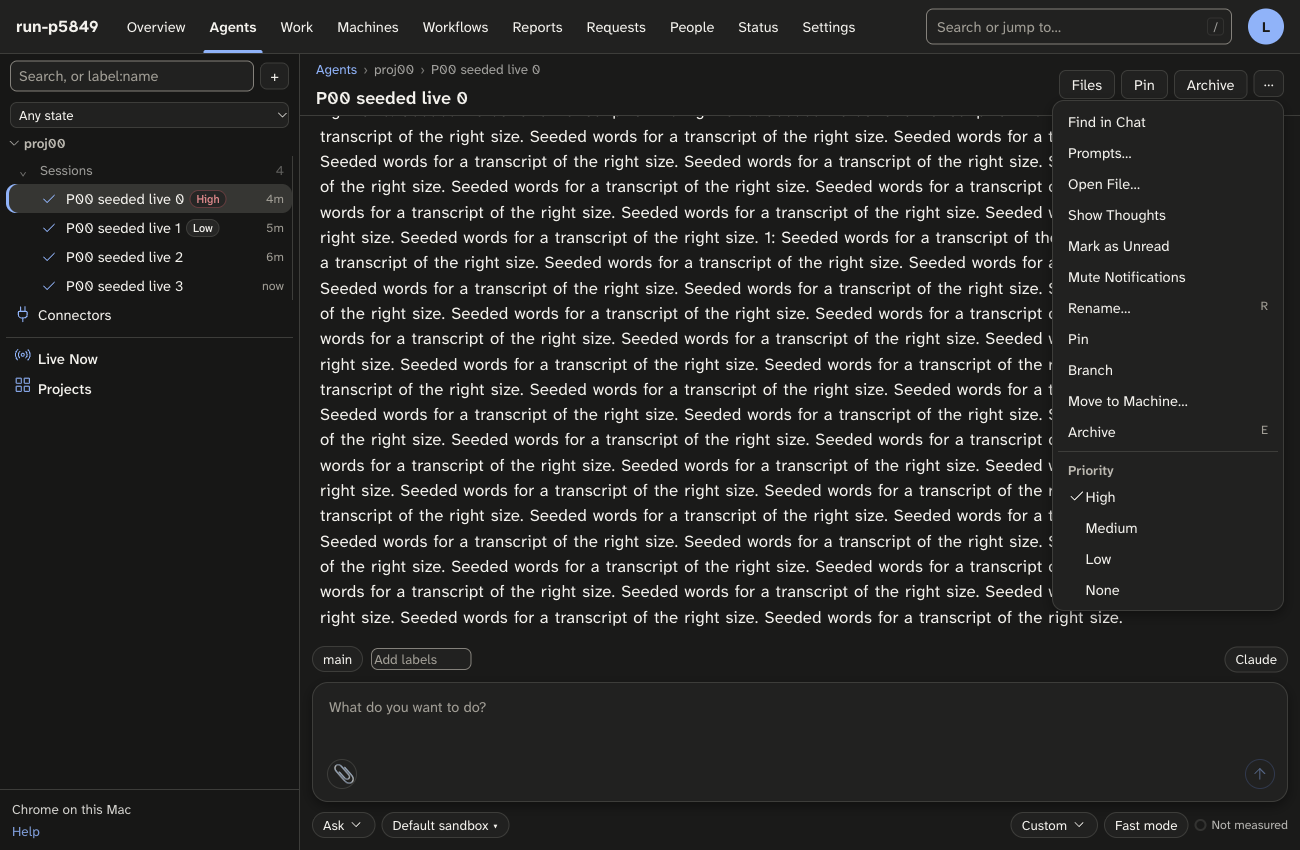 run-p5849
Overview
Agents
Work
Machines
Workflows
Reports
Requests
People
Status
Settings
Search or jump to...
/
L
Search, or label:name
+
Any state
proj00
Sessions
4
P00 seeded live 0
High
4m
P00 seeded live 1
Low
5m
P00 seeded live 2
6m
P00 seeded live 3
now
Connectors
Live Now
Projects
Chrome on this Mac
Help
Agents › proj00 › P00 seeded live 0
P00 seeded live 0
Files
Pin
Archive
...
transcript of the right size. Seeded words for a transcript of the right size. Seeded words for a t
Seeded words for a transcript of the right size. Seeded words for a transcript of the right size. S
of the right size. Seeded words for a transcript of the right size. Seeded words for a transcript o
words for a transcript of the right size. Seeded words for a transcript of the right size. Seeded w
right size. Seeded words for a transcript of the right size. 1: Seeded words for a transcript of the
a transcript of the right size. Seeded words for a transcript of the right size. Seeded words for a
Seeded words for a transcript of the right size. Seeded words for a transcript of the right size. S
of the right size. Seeded words for a transcript of the right size. Seeded words for a transcript o
words for a transcript of the right size. Seeded words for a transcript of the right size. Seeded w
right size. Seeded words for a transcript of the right size. Seeded words for a transcript of the r
transcript of the right size. Seeded words for a transcript of the right size. Seeded words for a t
Seeded words for a transcript of the right size. Seeded words for a transcript of the right size. S
of the right size. Seeded words for a transcript of the right size. Seeded words for a transcript o
words for a transcript of the right size. Seeded words for a transcript of the right size. Seeded w
right size. Seeded words for a transcript of the right size. Seeded words for a transcript of the r
transcript of the right size. Seeded words for a transcript of the right size. Seeded words for a t
Seeded words for a transcript of the right size. Seeded words for a transcript of the right size. S
of the right size. Seeded words for a transcript of the right size. Seeded words for a transcript o
words for a transcript of the right size. Seeded words for a transcript of the right size. Seeded w
right size. Seeded words for a transcript of the right size. Seeded words for a transcript of the right size.
Find in Chat
Prompts...
Open File...
Show Thoughts
Mark as Unread
Mute Notifications
Rename...
R
Pin
Branch
Move to Machine...
Archive
E
Priority
High
Medium
Low
None
main
Add labels
Claude
What do you want to do?
Ask
Default sandbox
Custom
Fast mode
Not measured